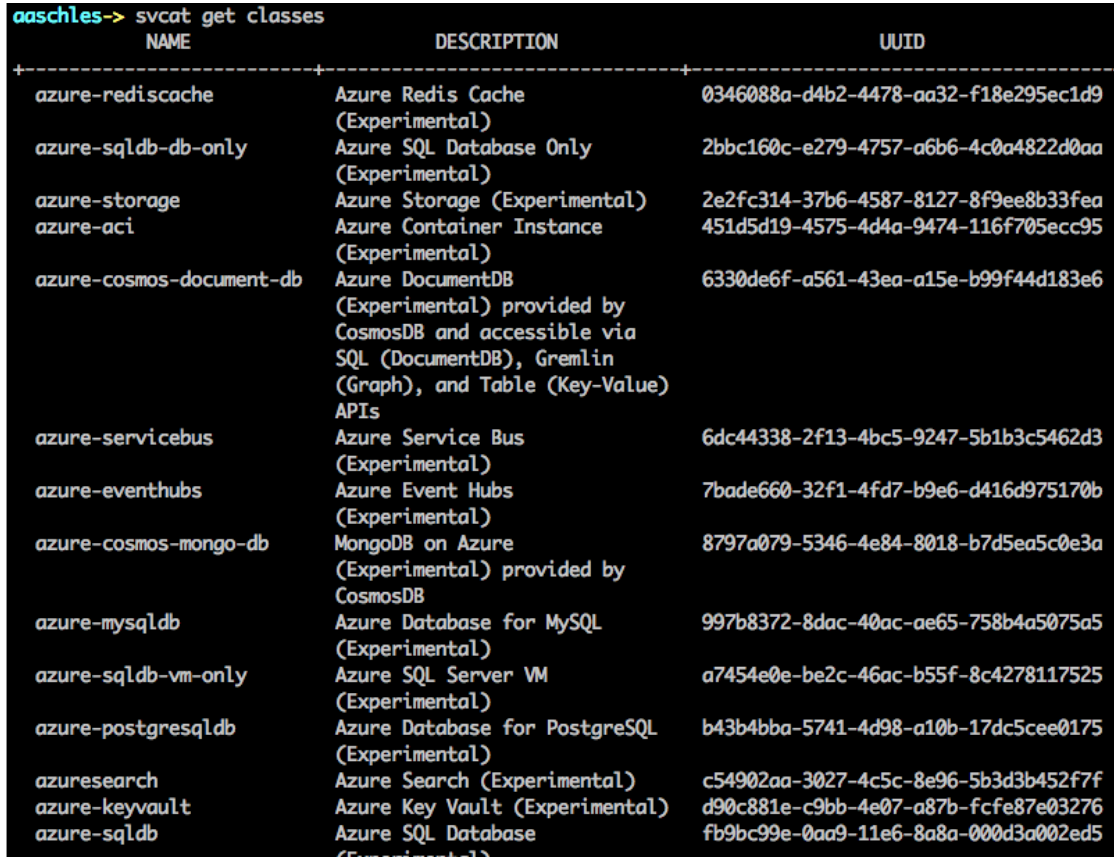 aaschles-> svcat get classes
NAME DESCRIPTION UUID
+--------------------------+--------------------------------+--------------------------------------
azure-rediscache Azure Redis Cache 0346088a-d4b2-4478-aa32-f18e295ec1d9
(Experimental)
azure-sqldb-db-only Azure SQL Database Only 2bbc160c-e279-4757-a6b6-4c0a4822d0aa
(Experimental)
azure-storage Azure Storage (Experimental) 2e2fc314-37b6-4587-8127-8f9ee8b33fea
azure-aci Azure Container Instance 451d5d19-4575-4d4a-9474-116f705ecc95
(Experimental)
azure-cosmos-document-db Azure DocumentDB 6330de6f-a561-43ea-a15e-b99f44d183e6
(Experimental) provided by
CosmosDB and accessible via
SQL (DocumentDB), Gremlin
(Graph), and Table (Key-Value)
APIs
azure-servicebus Azure Service Bus 6dc44338-2f13-4bc5-9247-5b1b3c5462d3
(Experimental)
azure-eventhubs Azure Event Hubs 7bade660-32f1-4fd7-b9e6-d416d975170b
(Experimental)
azure-cosmos-mongo-db MongoDB on Azure 8797a079-5346-4e84-8018-b7d5ea5c0e3a
(Experimental) provided by
CosmosDB
azure-mysqldb Azure Database for MySQL 997b8372-8dac-40ac-ae65-758b4a5075a5
(Experimental)
azure-sqldb-vm-only Azure SQL Server VM a7454e0e-be2c-46ac-b55f-8c4278117525
(Experimental)
azure-postgresqldb Azure Database for PostgreSQL b43b4bba-5741-4d98-a10b-17dc5cee0175
(Experimental)
azuresearch Azure Search (Experimental) c54902aa-3027-4c5c-8e96-5b3d3b452f7f
azure-keyvault Azure Key Vault (Experimental) d90c881e-c9bb-4e07-a87b-fcfe87e03276
azure-sqldb Azure SQL Database fb9bc99e-0aa9-11e6-8a8a-000d3a002ed5